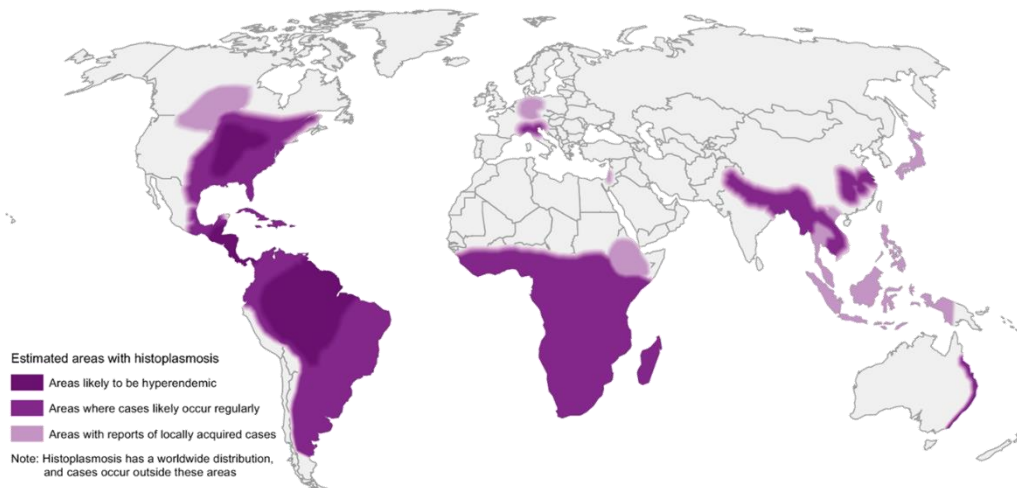 Estimated areas with histoplasmosis
Areas likely to be hyperendemic
Areas where cases likely occur regularly
Areas with reports of locally acquired cases
Note: Histoplasmosis has a worldwide distribution,
and cases occur outside these areas